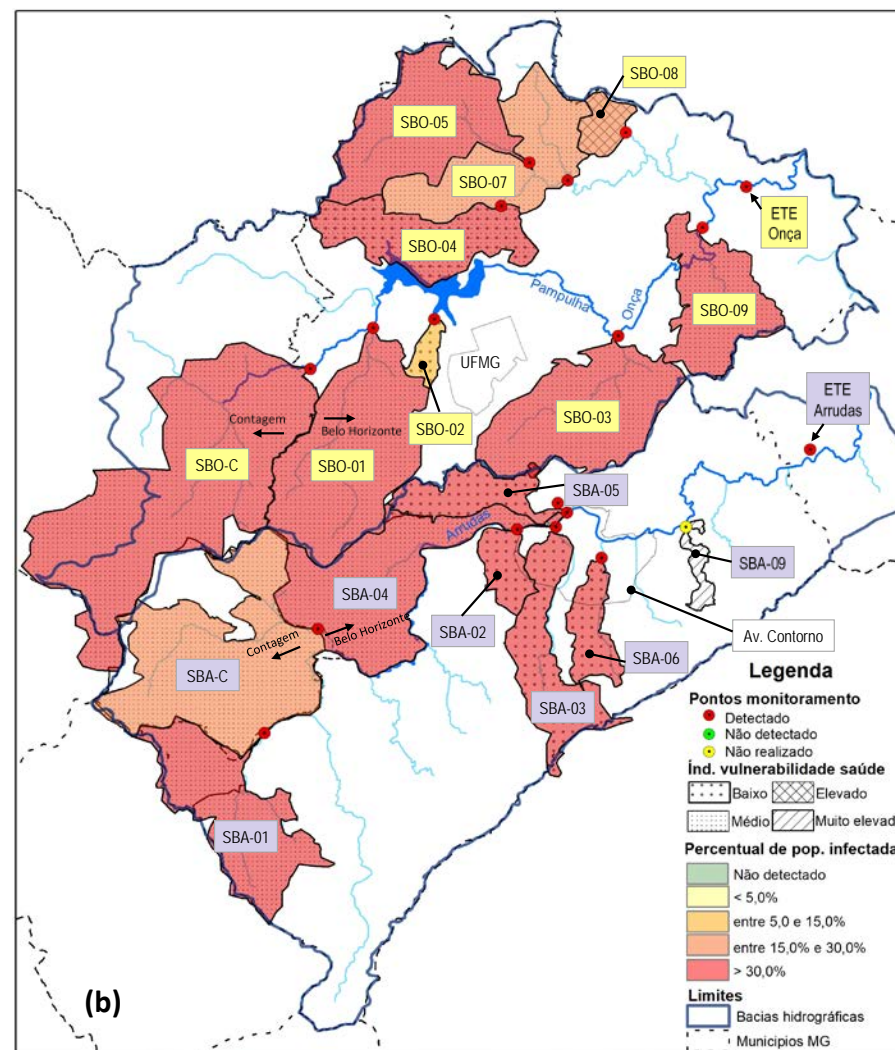 SBO-08
SBO-05
SBO-07
ETE
Onça
SBO-04
Pampulha
Onça
SBO-09
UFMG
ETE
Arrudas
Contagem
Belo Horizonte
SBO-02
SBO-03
SBO-C
SBO-01
SBA-05
Arrudas
SBA-09
SBA-04
SBA-02
Av. Contorno
Contagem
Belo Horizonte
SBA-06
SBA-C
SBA-03
SBA-01
(b)
Legenda
Pontos monitoramento
Detectado
Não detectado
Não realizado
Índ. vulnerabilidade saúde
Baixo
Elevado
Médio
Muito elevad
Percentual de pop. infectada
Não detectado
< 5,0%
entre 5,0 e 15,0%
entre 15,0% e 30,0%
> 30,0%
Limites
Bacias hidrográficas
Municipios MG